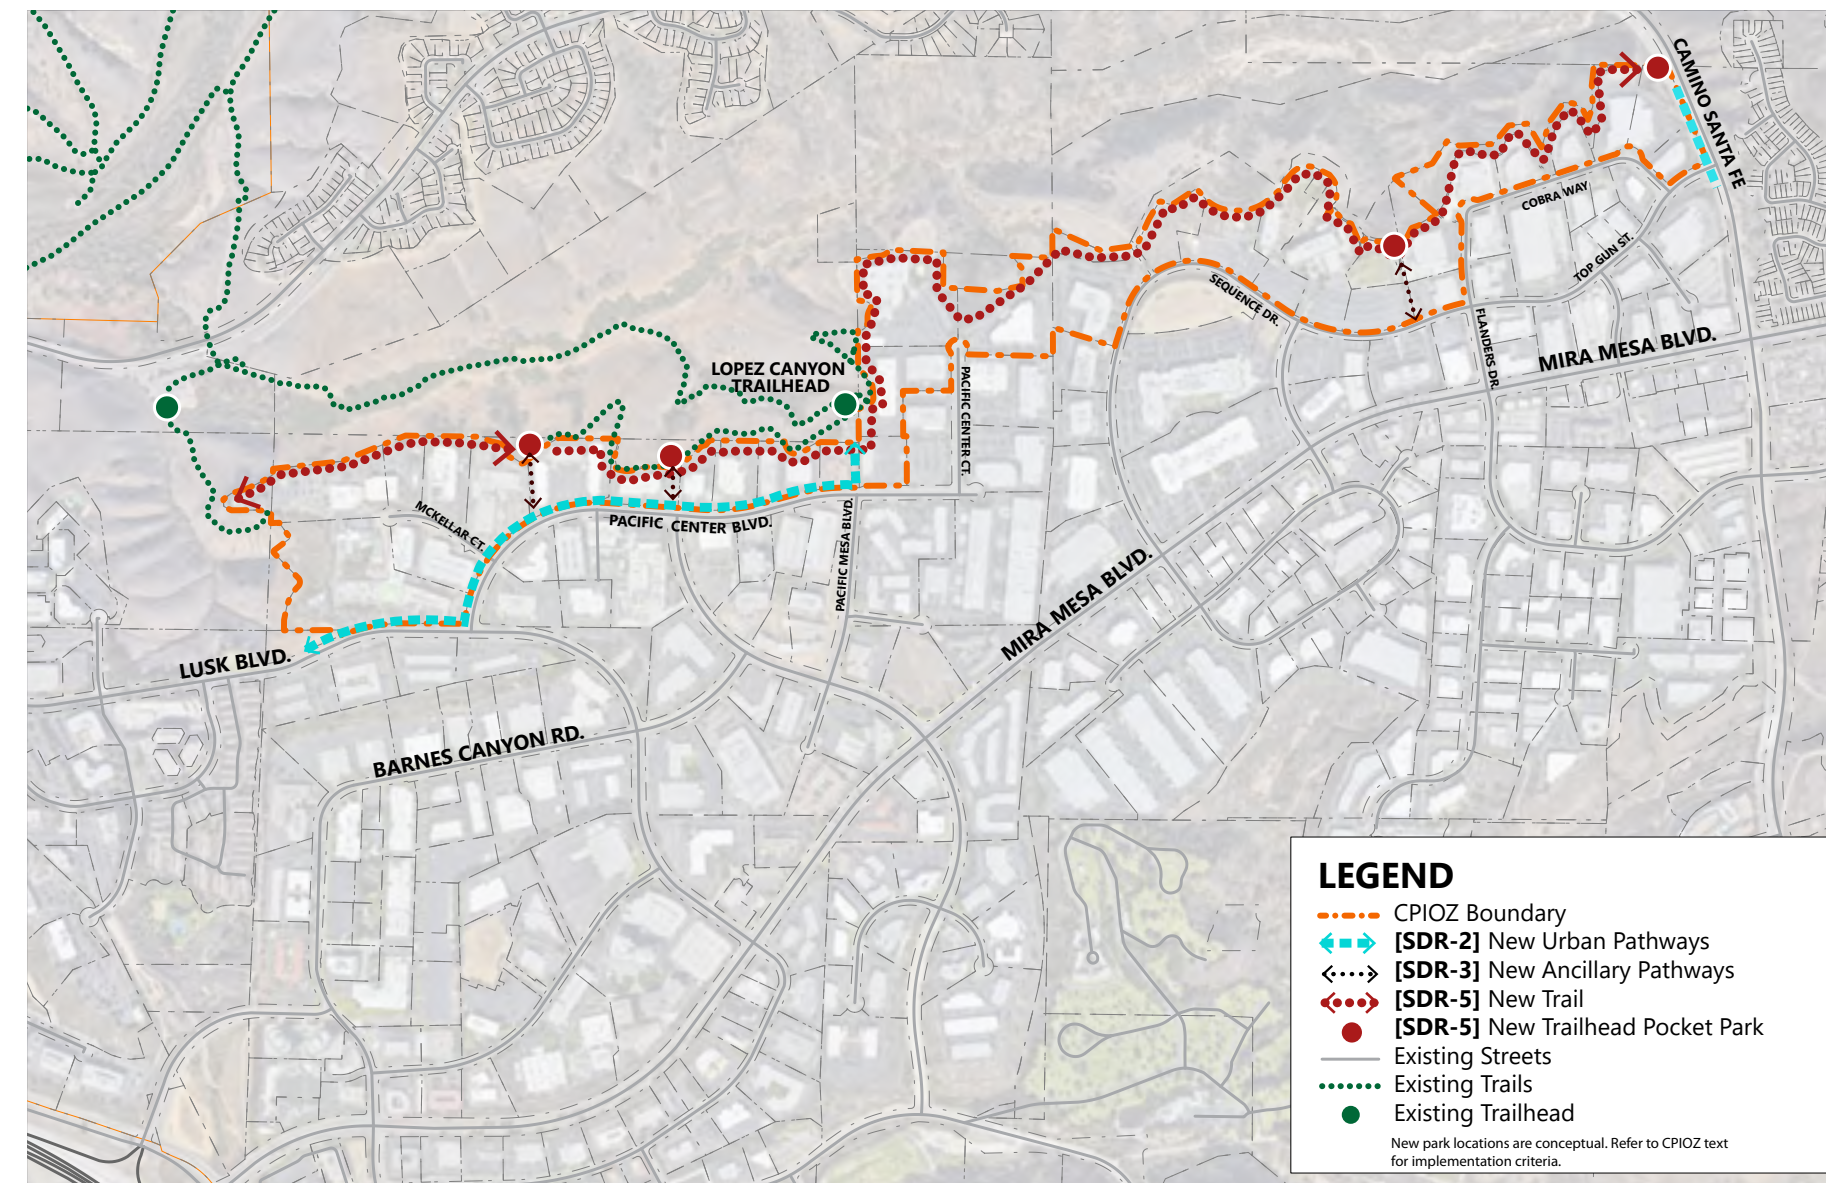 CAMINO SANTA FE
COBRA WAY
TOP GUN ST.
SEQUENCE DR.
FLANDERS DR.
MIRA MESA BLVD.
LOPEZ CANYON
TRAILHEAD
PACIFIC CENTER CT.
MCKELLAR CT.
PACIFIC CENTER BLVD.
PACIFIC MESA BLVD.
MIRA MESA BLVD.
LUSK BLVD.
BARNES CANYON RD.
LEGEND
CPIOZ Boundary
[SDR-2] New Urban Pathways
[SDR-3] New Ancillary Pathways
[SDR-5] New Trail
[SDR-5] New Trailhead Pocket Park
Existing Streets
Existing Trails
Existing Trailhead
New park locations are conceptual. Refer to CPIOZ text
for implementation criteria.